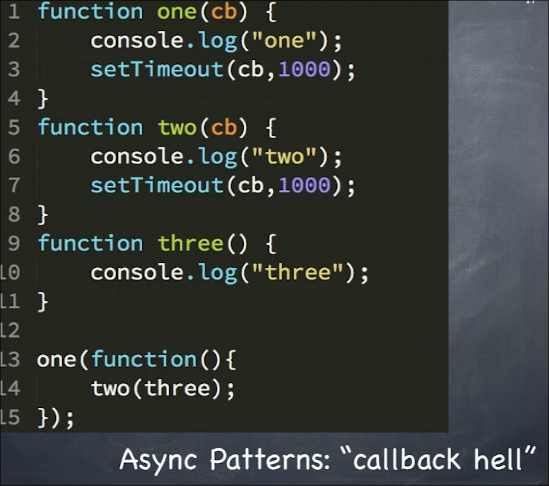 1 function one(cb) {
2 console.log("one");
3 setTimeout(cb,1000);
4 }
5 function two(cb) {
6 console.log("two");
7 setTimeout(cb,1000);
8 }
9 function three() {
10 console.log("three");
11 }
12
13 one(function(){
14 two(three);
15 });
Async Patterns: “callback hell”